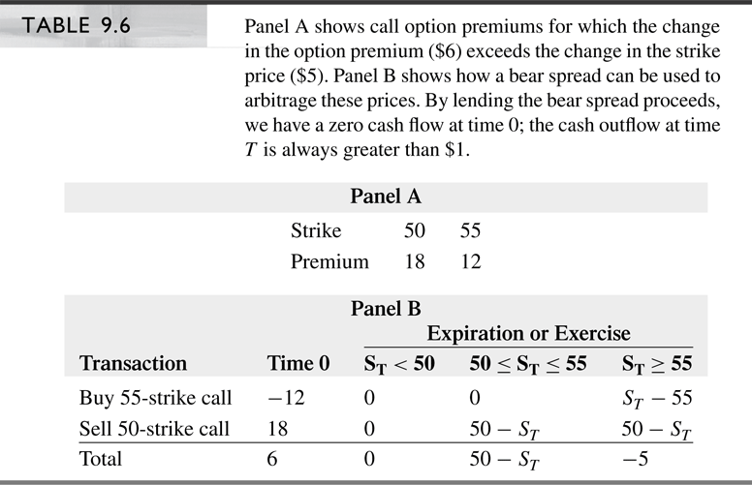 TABLE 9.6
Panel A shows call option premiums for which the change
in the option premium ($6) exceeds the change in the strike
price ($5). Panel B shows how a bear spread can be used to
arbitrage these prices. By lending the bear spread proceeds,
we have a zero cash flow at time 0; the cash outflow at time
T is always greater than $1.
Panel A
Strike 50 55
Premium 18 12
Panel B
Expiration or Exercise
Transaction Time 0 S_T < 50 50 ≤ S_T ≤ 55 S_T ≥ 55
Buy 55-strike call −12 0 0 S_T − 55
Sell 50-strike call 18 0 50 − S_T 50 − S_T
Total 6 0 50 − S_T −5